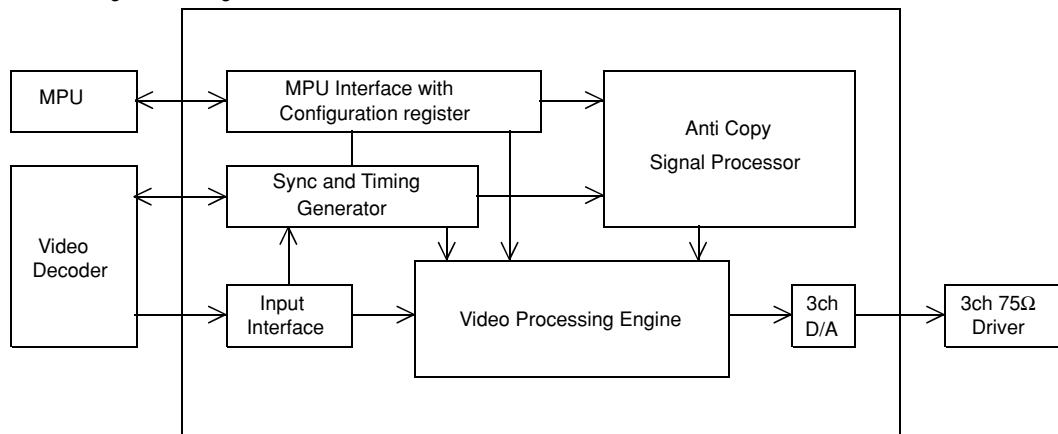 MPU
MPU Interface with
Configuration register
Anti Copy
Signal Processor
Sync and Timing
Generator
Video
Decoder
Input
Interface
Video Processing Engine
3ch
D/A
3ch 75Ω
Driver